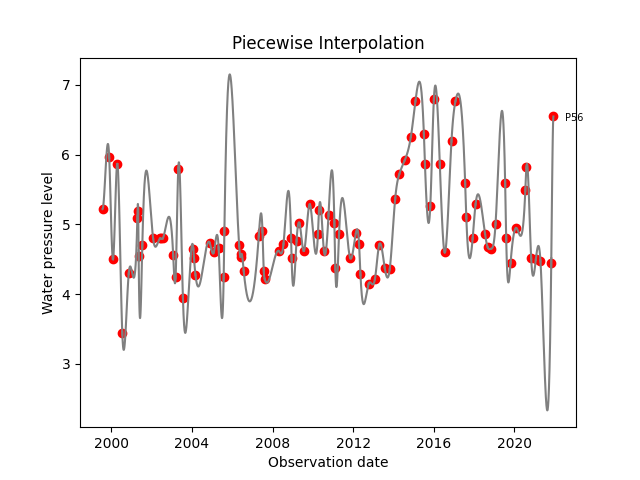 Piecewise Interpolation
Water pressure level
7
6
5
4
3
P56
2000 2004 2008 2012 2016 2020
Observation date